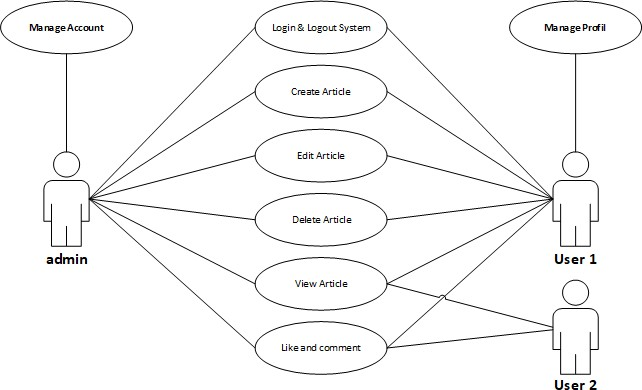 Manage Account
Login & Logout System
Manage Profil
Create Article
Edit Article
Delete Article
admin
User 1
View Article
Like and comment
User 2